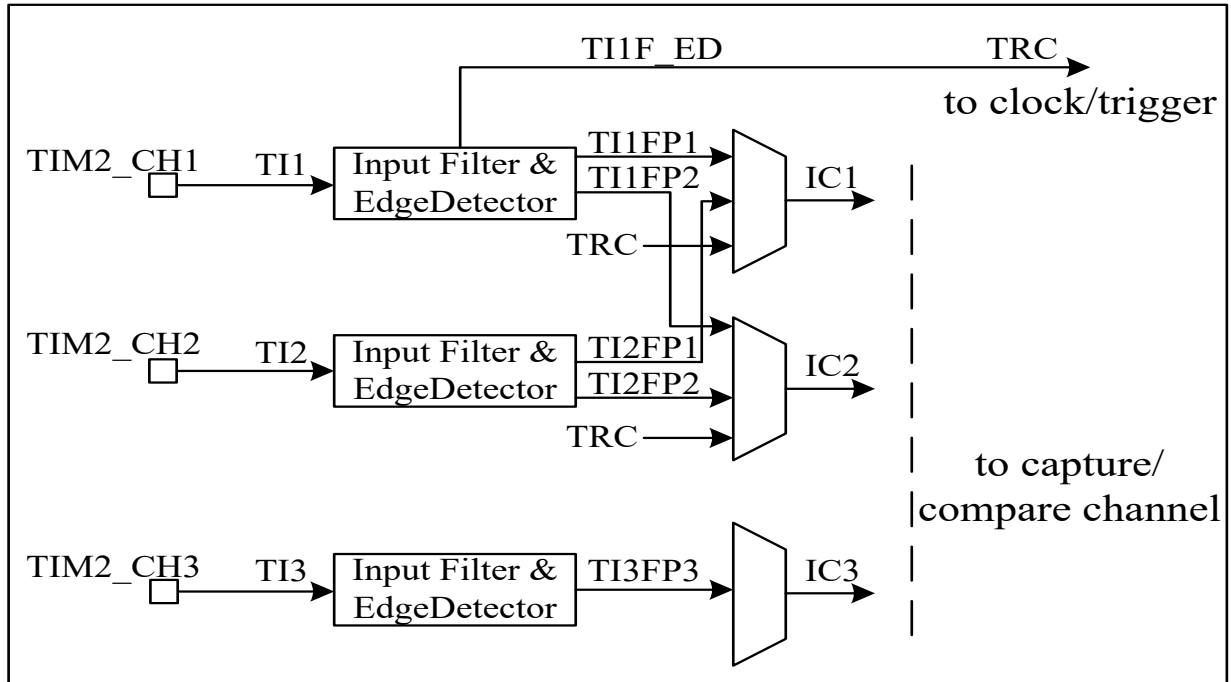 TI1F_ED
TRC
to clock/trigger
TIM2_CH1
TI1
Input Filter &
EdgeDetector
TI1FP1
TI1FP2
TRC
IC1
TIM2_CH2
TI2
Input Filter &
EdgeDetector
TI2FP1
TI2FP2
TRC
IC2
to capture/
compare channel
TIM2_CH3
TI3
Input Filter &
EdgeDetector
TI3FP3
IC3